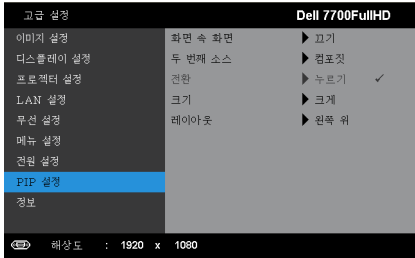 고급 설정 Dell 7700FullHD
이미지 설정 화면 속 화면 끄기
디스플레이 설정 두 번째 소스 컴포짓
프로젝터 설정 전환 누르기 ✓
LAN 설정 크기 크게
무선 설정 레이아웃 왼쪽 위
메뉴 설정
전원 설정
PIP 설정
정보
해상도 : 1920 x 1080